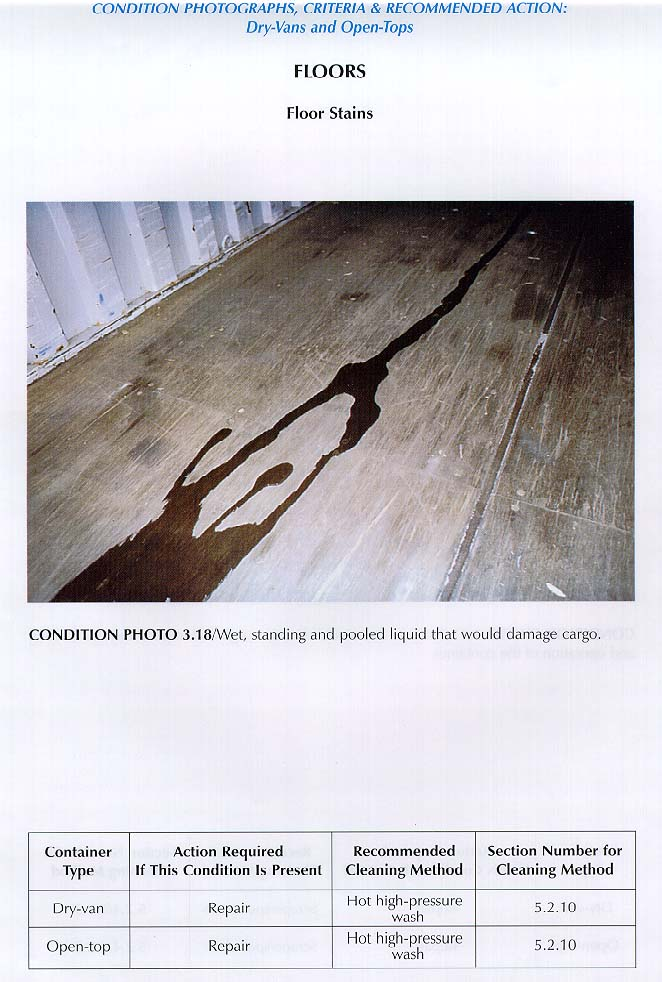 CONDITION PHOTOGRAPHS, CRITERIA & RECOMMENDED ACTION:
Dry-Vans and Open-Tops
FLOORS
Floor Stains
CONDITION PHOTO 3.18/Wet, standing and pooled liquid that would damage cargo.
Container Type
Action Required If This Condition Is Present
Recommended Cleaning Method
Section Number for Cleaning Method
Dry-van
Repair
Hot high-pressure wash
5.2.10
Open-top
Repair
Hot high-pressure wash
5.2.10